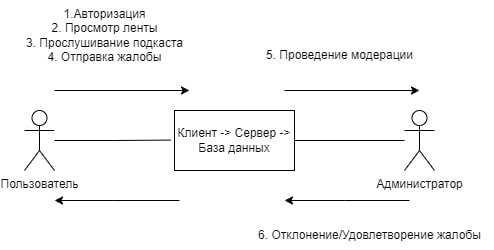 1.Авторизация
2. Просмотр ленты
3. Прослушивание подкаста
4. Отправка жалобы
5. Проведение модерации
Клиент -> Сервер ->
База данных
Пользователь
Администратор
6. Отклонение/Удовлетворение жалобы